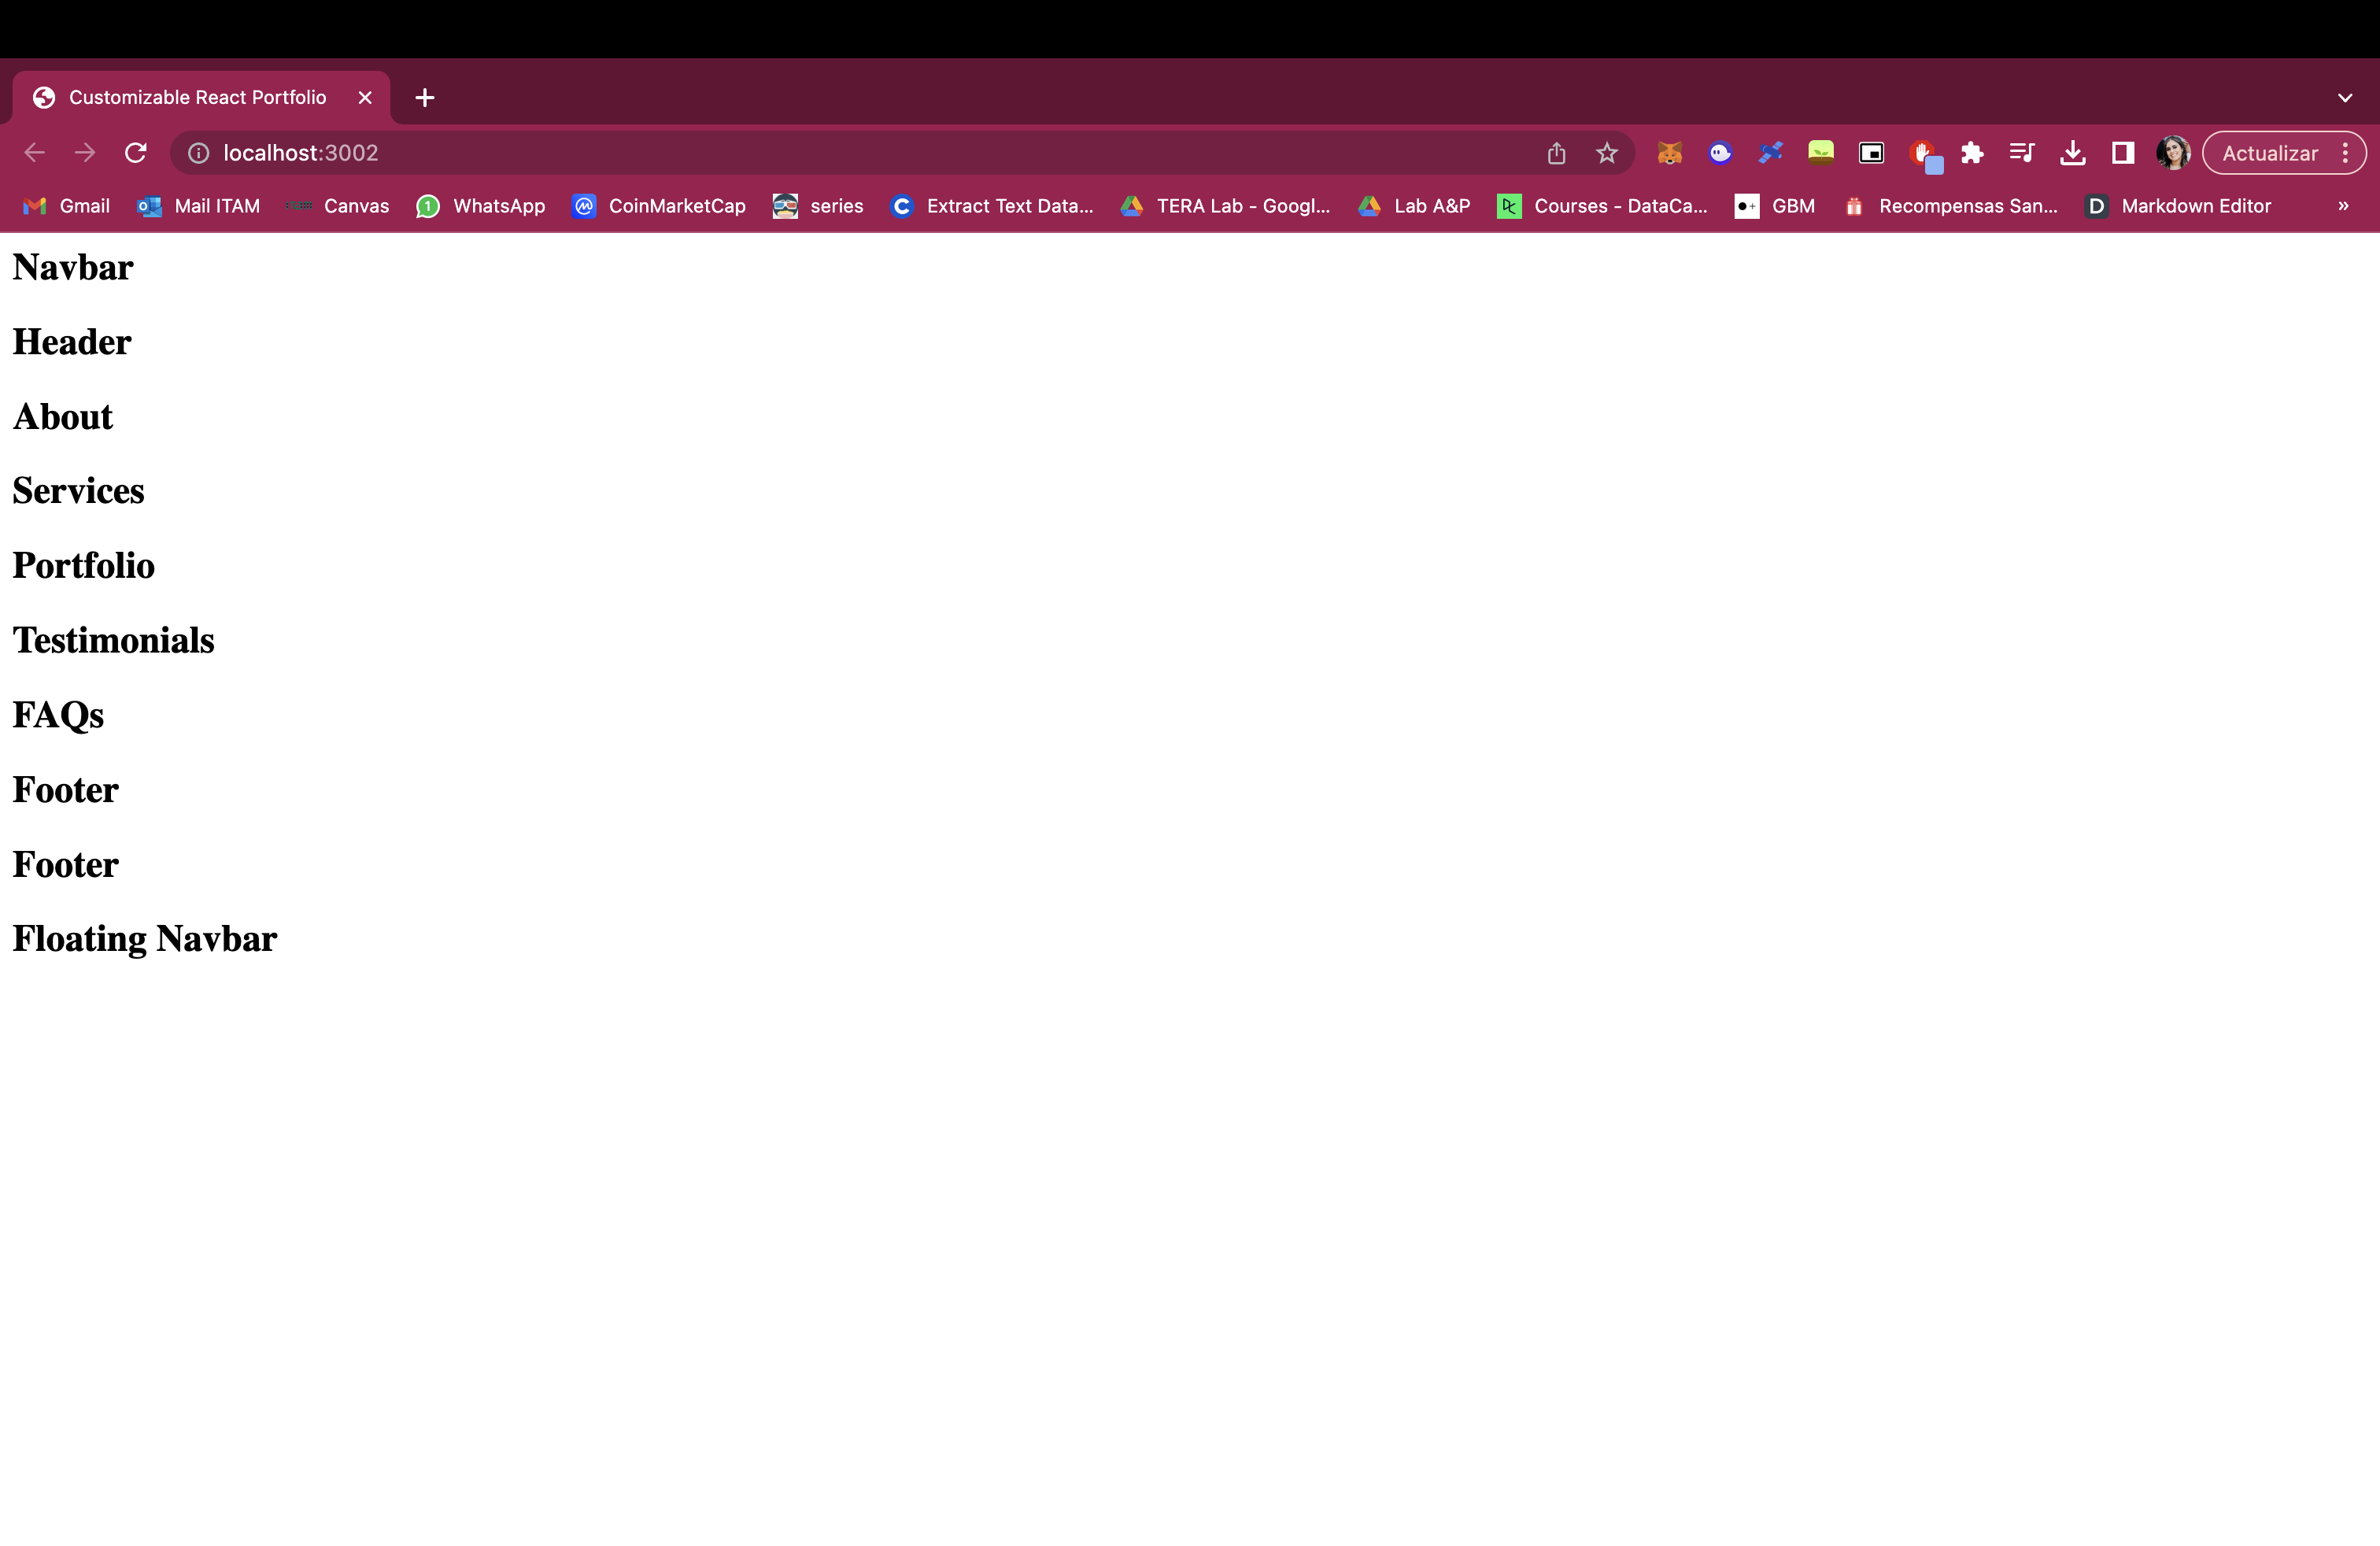 Customizable React Portfolio
localhost:3002
Actualizar
Gmail Mail ITAM Canvas 1 WhatsApp CoinMarketCap series C Extract Text Data... TERA Lab - Googl... Lab A&P Courses - DataCa... GBM Recompensas San... D Markdown Editor »
Navbar
Header
About
Services
Portfolio
Testimonials
FAQs
Footer
Footer
Floating Navbar